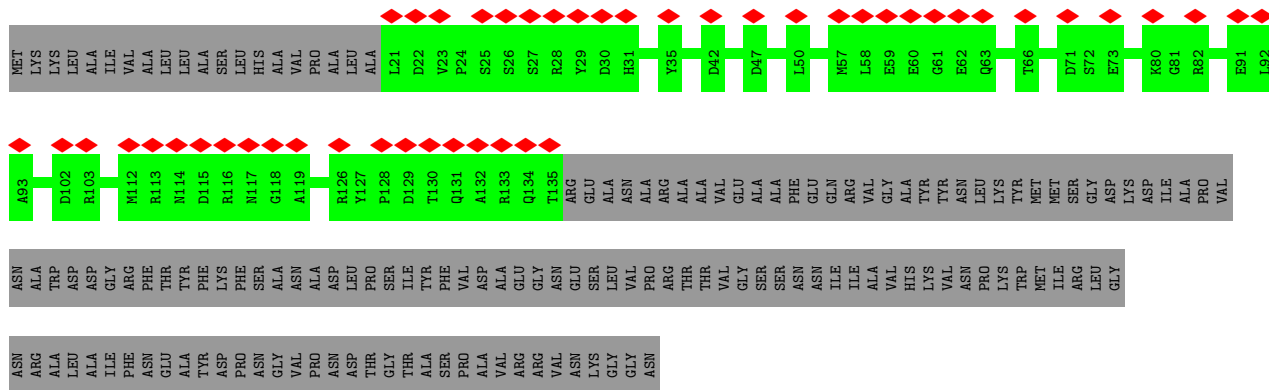 MET LYS LYS LEU ALA ILE VAL ALA LEU LEU ALA SER LEU HIS ALA VAL PRO ALA LEU ALA L21 D22 V23 P24 S25 S26 S27 R28 Y29 D30 H31 Y35 D42 D47 L50 M57 L58 E59 E60 G61 E62 Q63 T66 D71 S72 E73 K80 G81 R82 E91 L92
A93 D102 R103 M112 R113 N114 D115 R116 N117 G118 A119 R126 Y127 P128 D129 T130 Q131 A132 R133 Q134 T135 ARG GLU ALA ASN ALA ARG ALA ALA VAL GLU ALA ALA PHE GLU GLN ARG VAL GLY ALA TYR TYR ASN LEU LYS TYR MET MET SER GLY ASP LYS ASP ILE ALA PRO VAL
ASN ALA TRP ASP ASP GLY ARG PHE THR TYR PHE LYS PHE SER ALA ASN ALA ASP LEU PRO SER ILE TYR PHE VAL ASP ALA GLU GLY ASN GLU SER LEU VAL PRO ARG THR THR VAL GLY SER SER ASN ASN ILE ILE ALA VAL HIS LYS VAL ASN PRO LYS TRP MET ILE ARG LEU GLY
ASN ARG ALA LEU ALA ILE PHE ASN GLU ALA TYR ASP PRO ASN GLY VAL PRO ASN ASP THR GLY THR ALA SER PRO ALA VAL ARG ARG VAL ASN LYS GLY GLY ASN